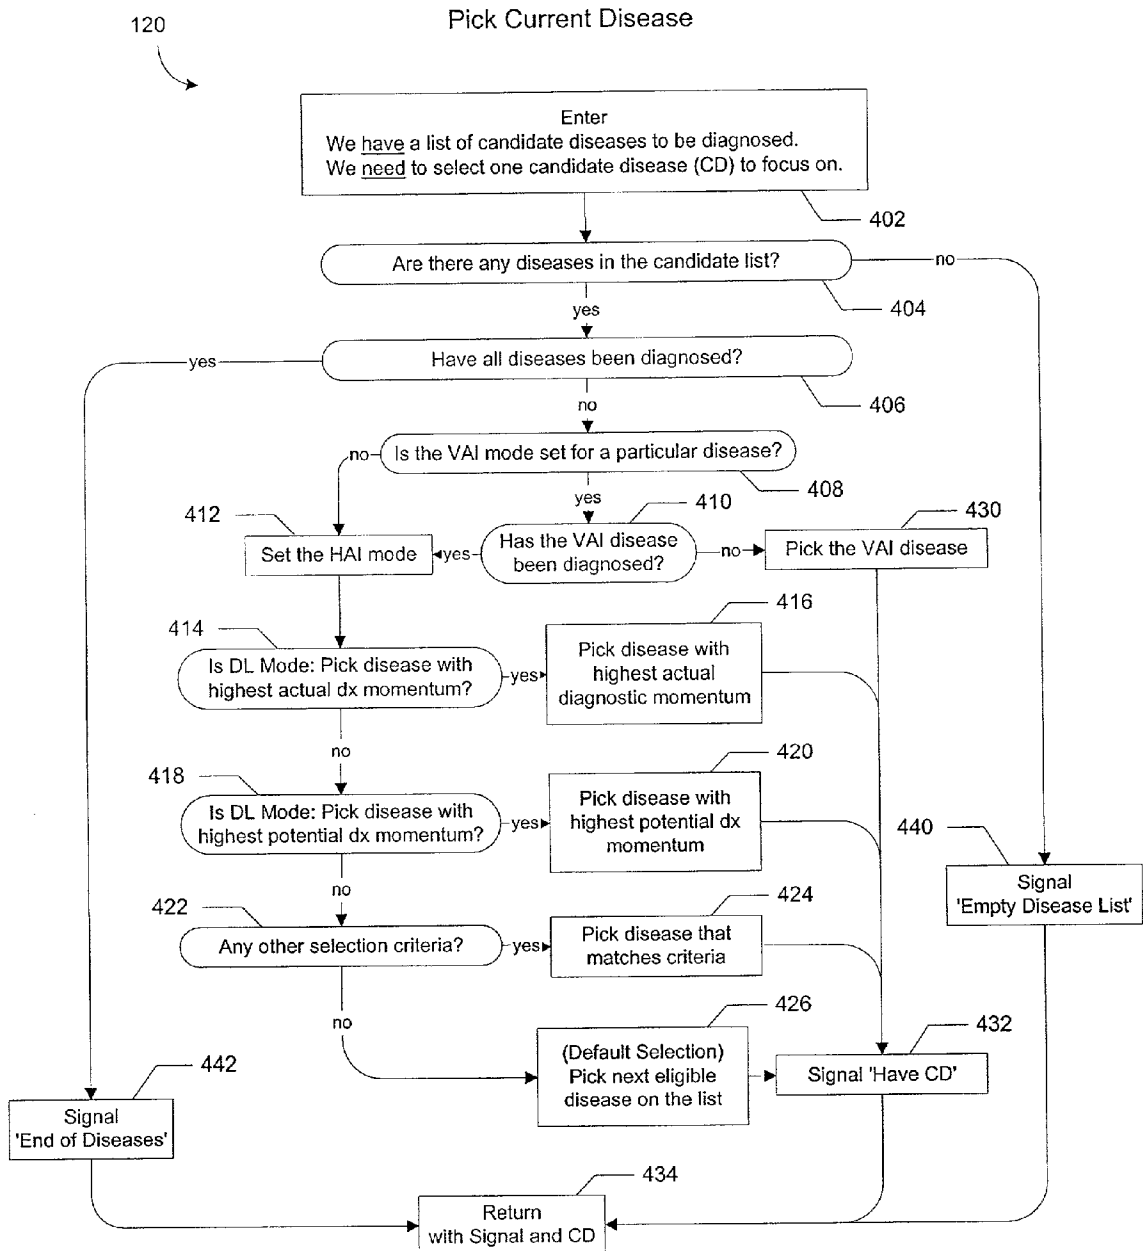 Pick Current Disease
120
Enter
We have a list of candidate diseases to be diagnosed.
We need to select one candidate disease (CD) to focus on.
402
Are there any diseases in the candidate list?
no
404
yes
yes
Have all diseases been diagnosed?
406
no
no
Is the VAI mode set for a particular disease?
408
yes
410
412
430
Set the HAI mode
yes
Has the VAI disease
been diagnosed?
no
Pick the VAI disease
414
416
Is DL Mode: Pick disease with
highest actual dx momentum?
yes
Pick disease with
highest actual
diagnostic momentum
no
418
420
Is DL Mode: Pick disease with
highest potential dx momentum?
yes
Pick disease with
highest potential dx
momentum
440
Signal
'Empty Disease List'
no
422
424
Any other selection criteria?
yes
Pick disease that
matches criteria
no
426
432
(Default Selection)
Pick next eligible
disease on the list
Signal 'Have CD'
442
Signal
'End of Diseases'
434
Return
with Signal and CD